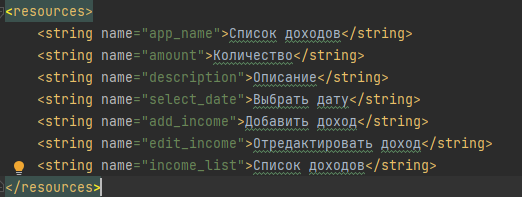 <resources>
<string name="app_name">Список доходов</string>
<string name="amount">Количество</string>
<string name="description">Описание</string>
<string name="select_date">Выбрать дату</string>
<string name="add_income">Добавить доход</string>
<string name="edit_income">Отредактировать доход</string>
<string name="income_list">Список доходов</string>
</resources>